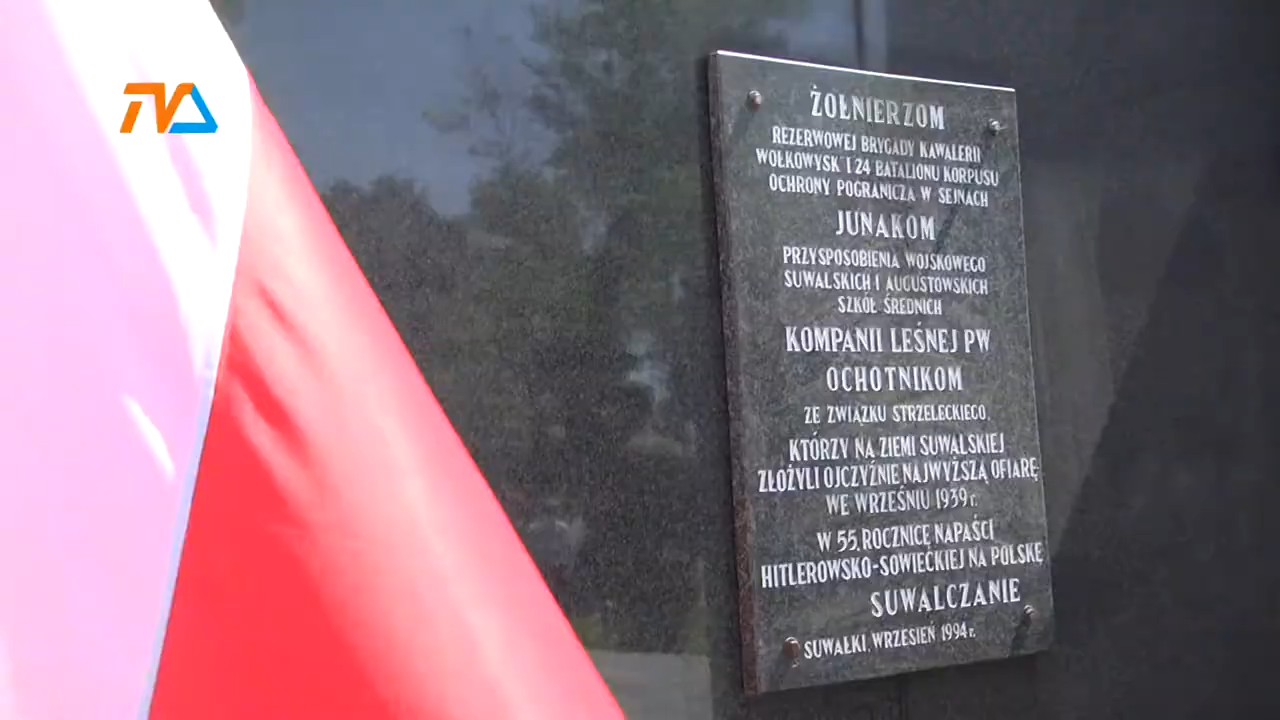 TVA
ŻOŁNIERZOM
REZERWOWEJ BRYGADY KAWALERII
WOŁKOWYSK I 24 BATALIONU KORPUSU
OCHRONY POGRANICZA W SEJNACH
JUNAKOM
PRZYSPOSOBIENIA WOJSKOWEGO
SUWALSKICH I AUGUSTOWSKICH
SZKÓŁ ŚREDNICH
KOMPANII LEŚNEJ PW
OCHOTNIKOM
ZE ZWIĄZKU STRZELECKIEGO,
KTÓRZY NA ZIEMI SUWALSKIEJ
ZŁOŻYLI OJCZYŹNIE NAJWYŻSZĄ OFIARĘ
WE WRZEŚNIU 1939 r.
W 55. ROCZNICĘ NAPAŚCI
HITLEROWSKO-SOWIECKIEJ NA POLSKĘ
SUWALCZANIE
SUWAŁKI, WRZESIEŃ 1994 r.